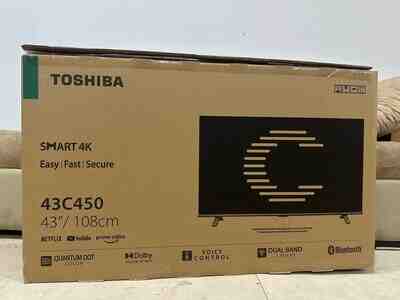 TOSHIBA
SMART 4K
Easy | Fast | Secure
43C450
43"/ 108cm
NETFLIX YouTube prime video
QUANTUM DOT
COLOR
Dolby
VOICE
CONTROL
DUAL BAND
Bluetooth